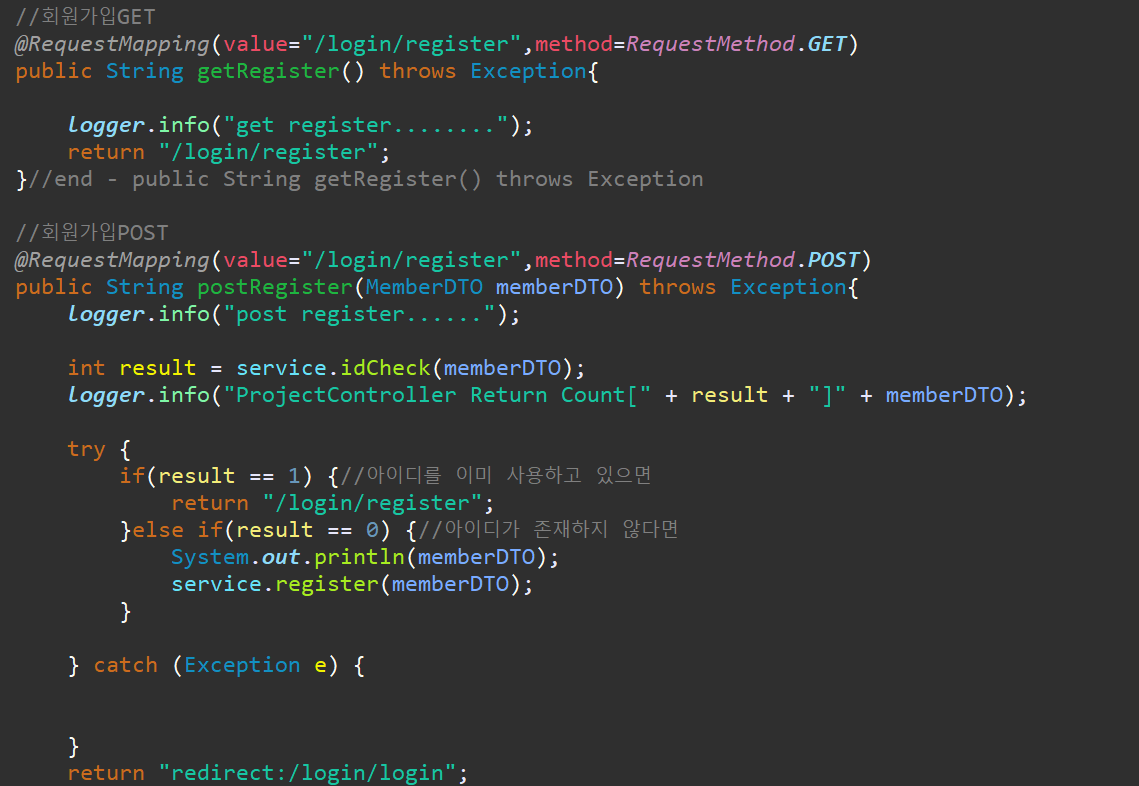 //회원가입GET
@RequestMapping(value="/login/register",method=RequestMethod.GET)
public String getRegister() throws Exception{
logger.info("get register........");
return "/login/register";
}//end - public String getRegister() throws Exception
//회원가입POST
@RequestMapping(value="/login/register",method=RequestMethod.POST)
public String postRegister(MemberDTO memberDTO) throws Exception{
logger.info("post register......");
int result = service.idCheck(memberDTO);
logger.info("ProjectController Return Count[" + result + "]" + memberDTO);
try {
if(result == 1) {//아이디를 이미 사용하고 있으면
return "/login/register";
}else if(result == 0) {//아이디가 존재하지 않다면
System.out.println(memberDTO);
service.register(memberDTO);
}
} catch (Exception e) {
}
return "redirect:/login/login";